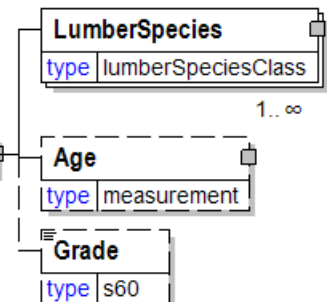 LumberSpecies
type lumberSpeciesClass
1.. ∞
Age
type measurement
Grade
type s60